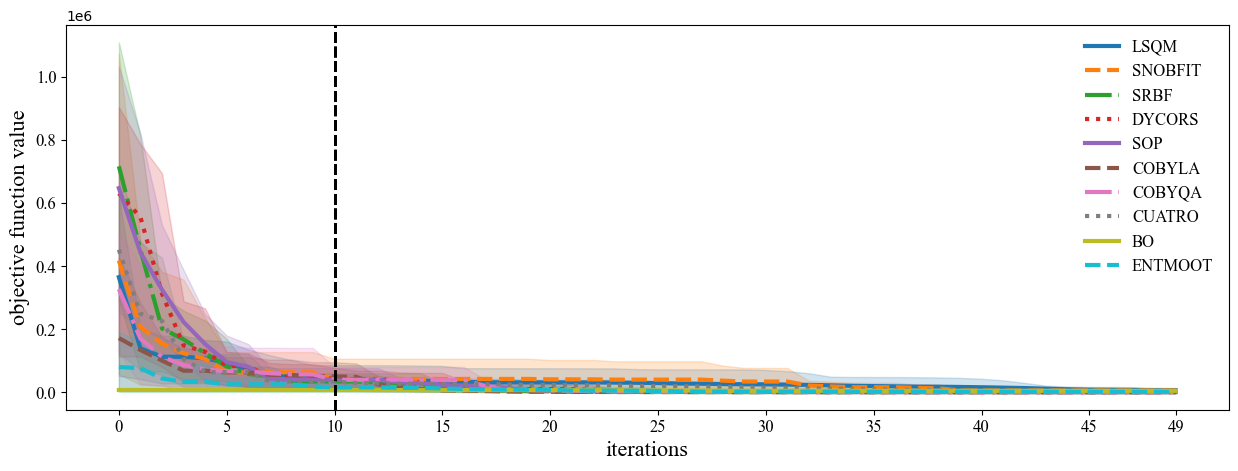 1e6
objective function value
1.0
0.8
0.6
0.4
0.2
0.0
0 5 10 15 20 25 30 35 40 45 49
iterations
LSQM
SNOBFIT
SRBF
DYCORS
SOP
COBYLA
COBYQA
CUATRO
BO
ENTMOOT